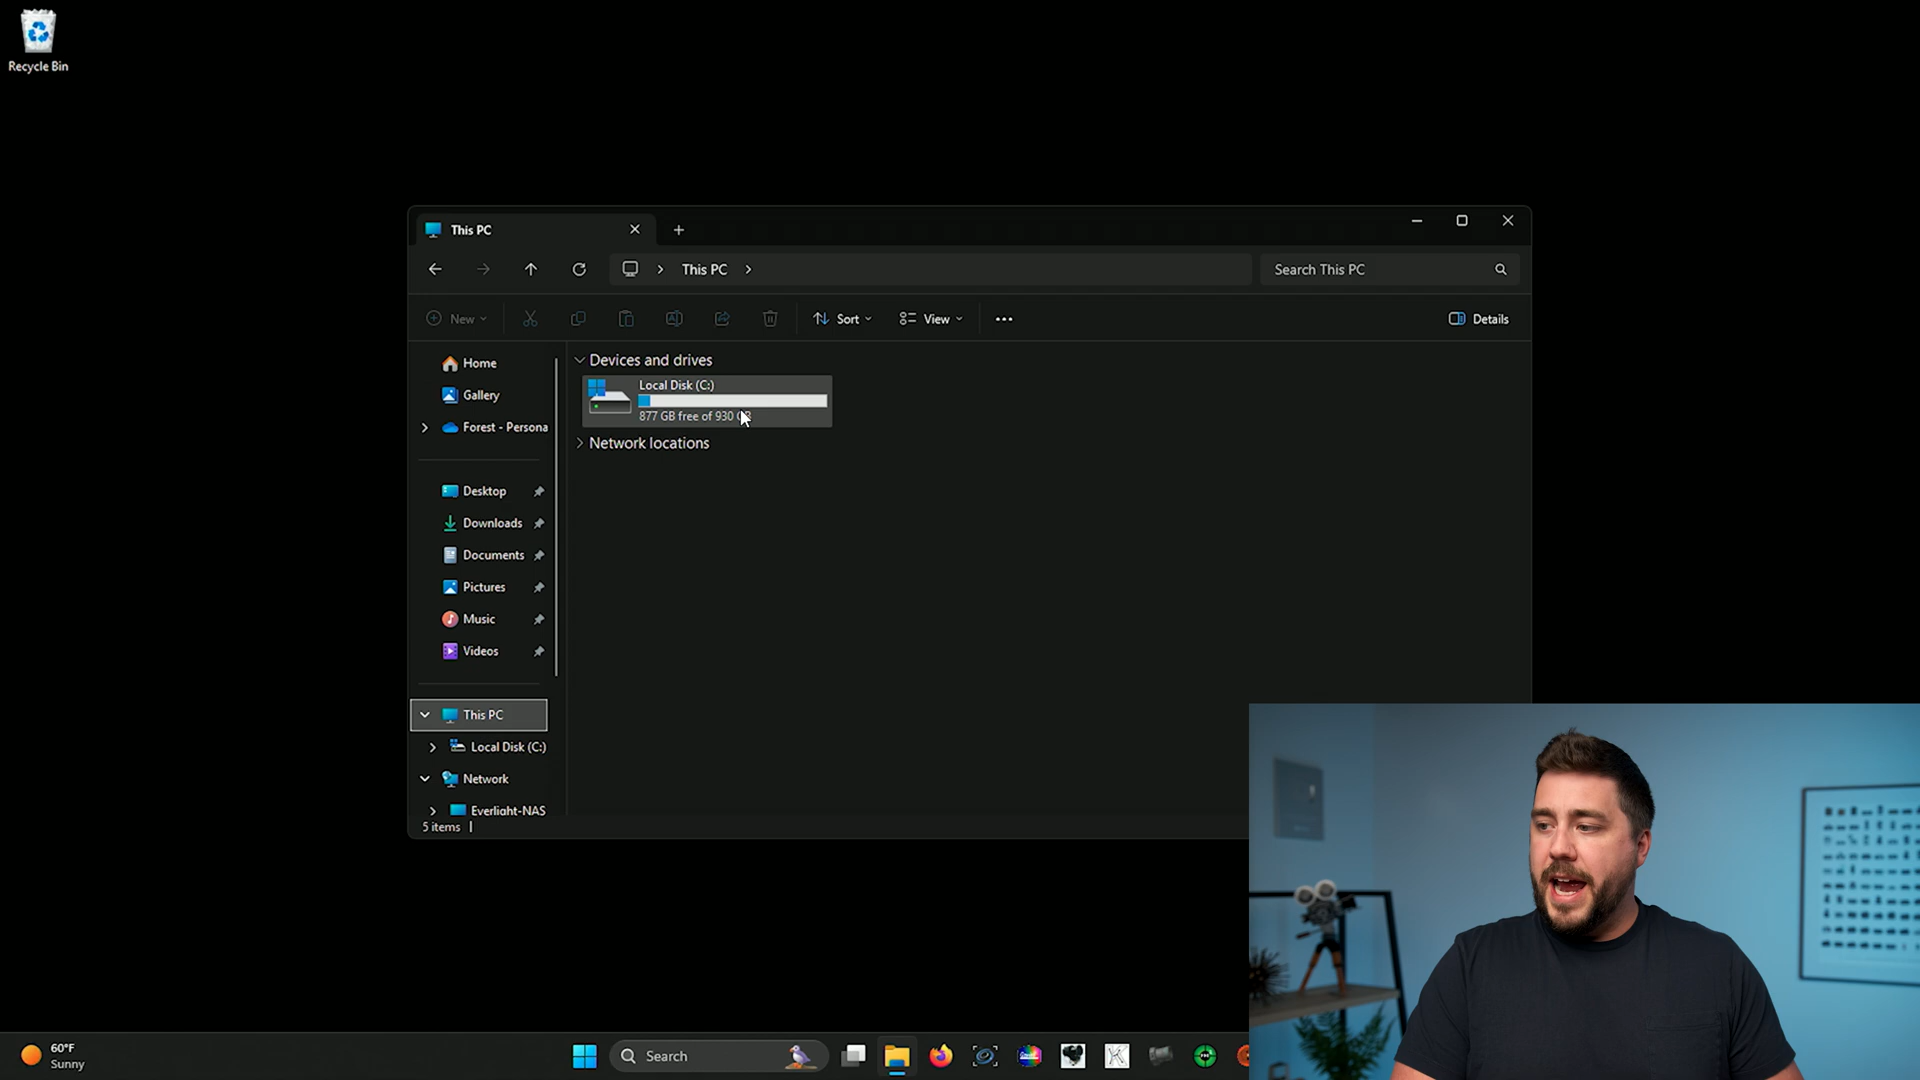 Recycle Bin
This PC
This PC
Search This PC
New
Sort
View
Details
Home
Gallery
Forest - Persona
Desktop
Downloads
Documents
Pictures
Music
Videos
This PC
Local Disk (C:)
Network
Everlight-NAS
5 items
Devices and drives
Local Disk (C:)
877 GB free of 930 GB
Network locations
60°F
Sunny
Search